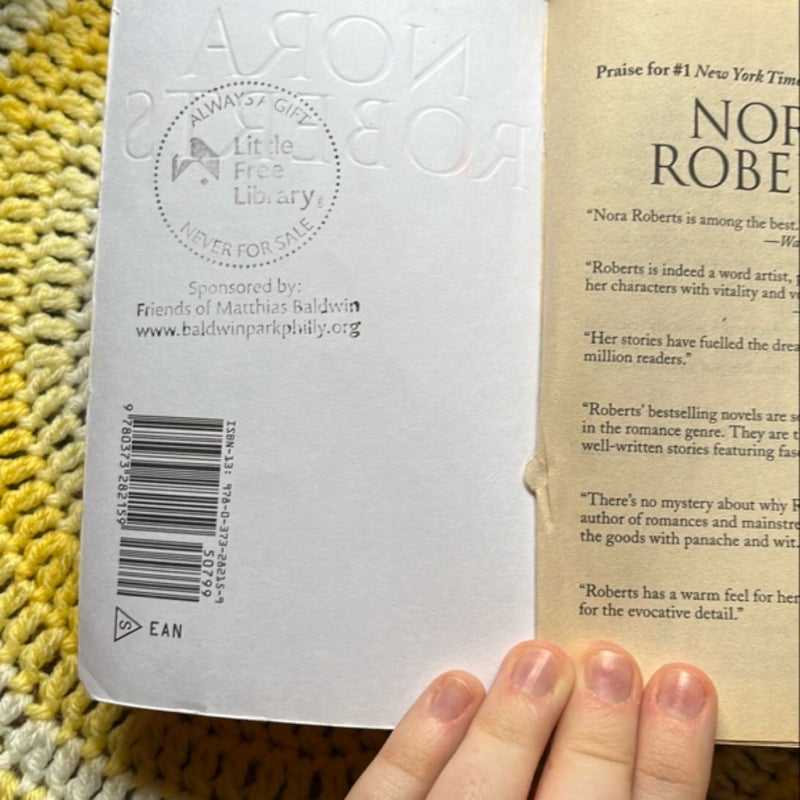 NORA
ROBERTS
ALWAYS A GIFT
Little
Free
Library
NEVER FOR SALE
Sponsored by:
Friends of Matthias Baldwin
www.baldwinparkphilly.org
9 780373 282159
ISBN-13: 978-0-373-28215-9
50799
S EAN
Praise for #1 New York Time
NOR
ROBE
“Nora Roberts is among the best.
—Wa
“Roberts is indeed a word artist, p
her characters with vitality and v
“Her stories have fuelled the drea
million readers.”
“Roberts’ bestselling novels are so
in the romance genre. They are t
well-written stories featuring fas
“There’s no mystery about why R
author of romances and mainstre
the goods with panache and wit.
“Roberts has a warm feel for her
for the evocative detail.”